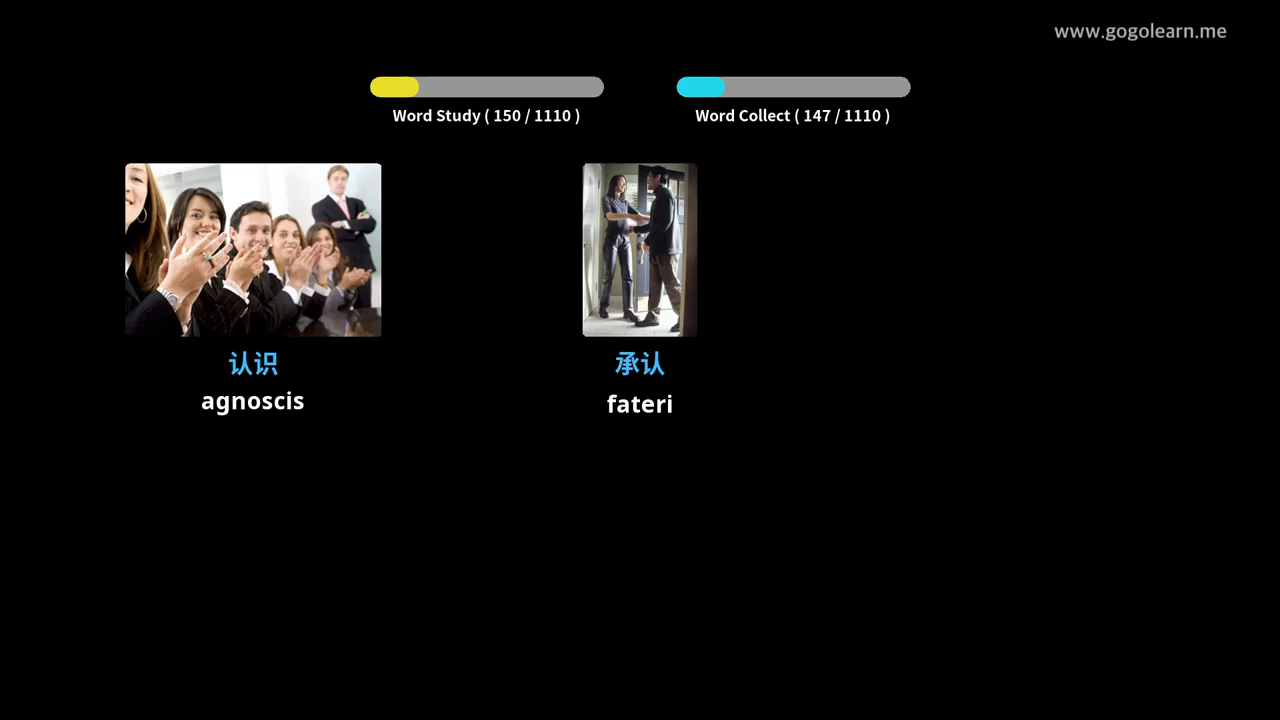 www.gogolearn.me
Word Study ( 150 / 1110 )
Word Collect ( 147 / 1110 )
认识
agnoscis
承认
fateri